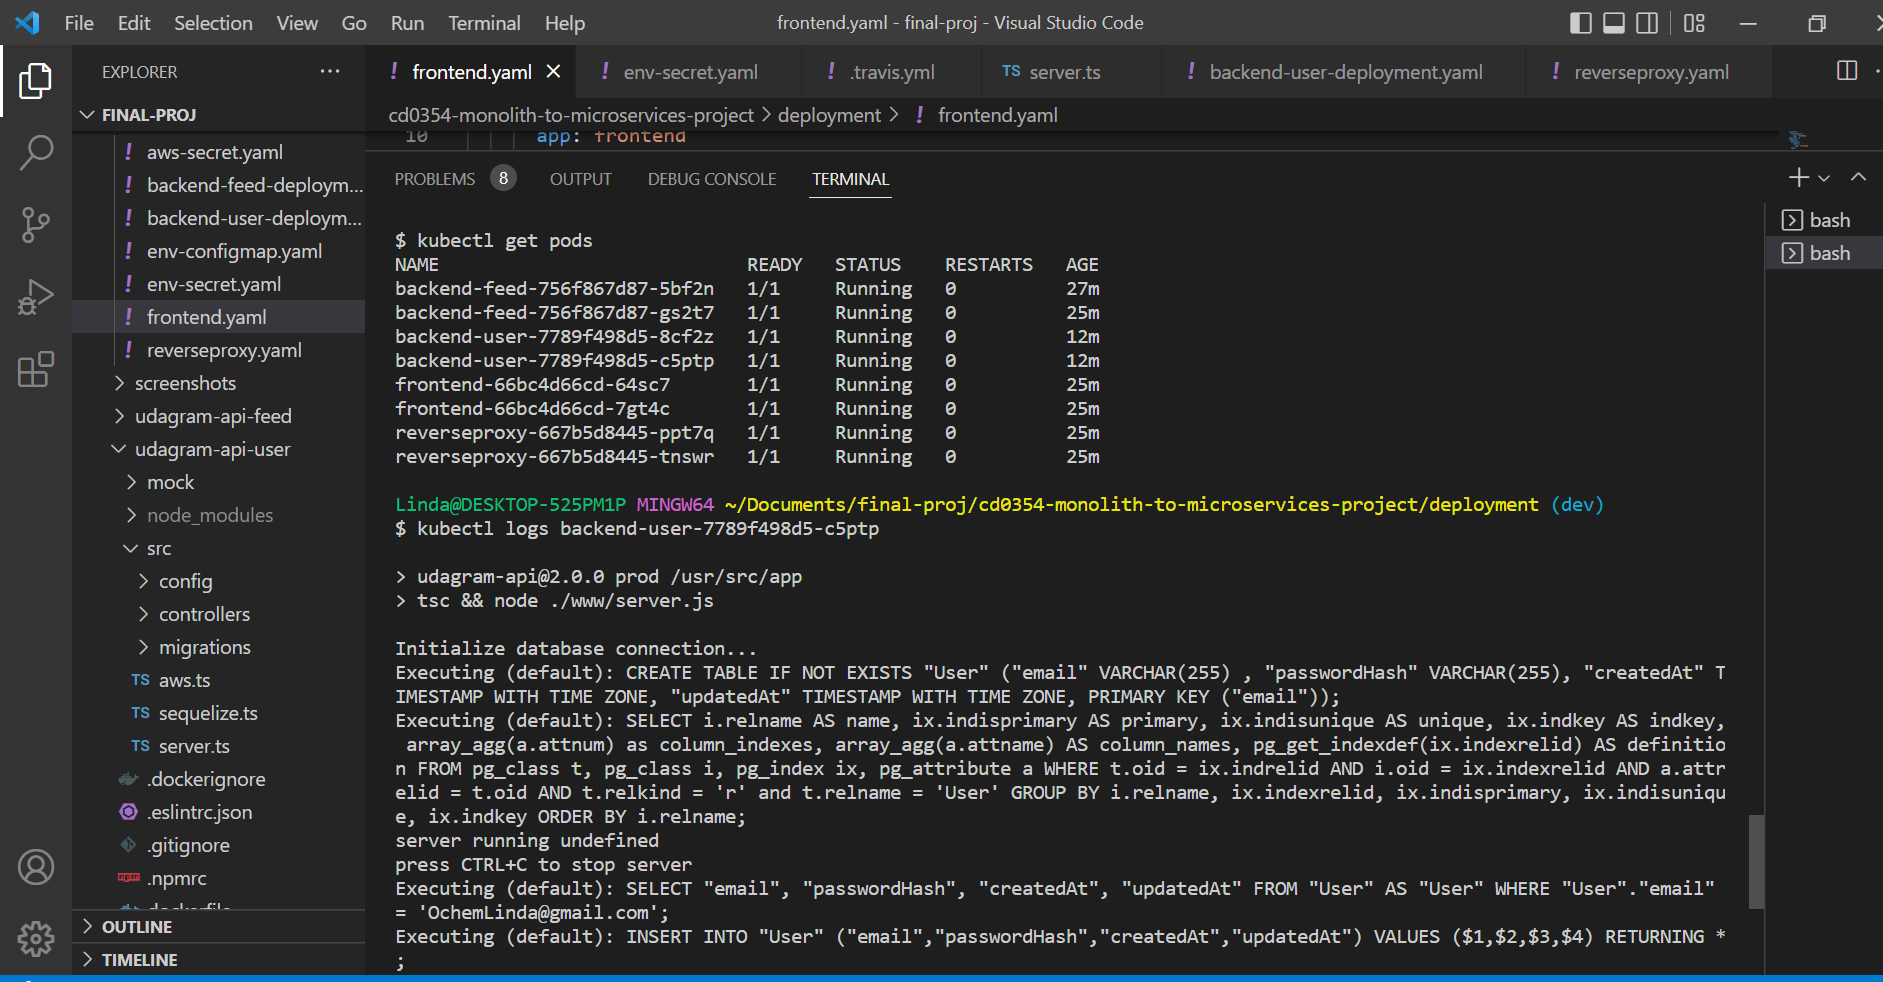 File Edit Selection View Go Run Terminal Help
frontend.yaml - final-proj - Visual Studio Code
EXPLORER
FINAL-PROJ
! aws-secret.yaml
! backend-feed-deploym...
! backend-user-deploym...
! env-configmap.yaml
! env-secret.yaml
! frontend.yaml
! reverseproxy.yaml
screenshots
udagram-api-feed
udagram-api-user
mock
node_modules
src
config
controllers
migrations
TS aws.ts
TS sequelize.ts
TS server.ts
.dockerignore
.eslintrc.json
.gitignore
npm .npmrc
dockerfile
OUTLINE
TIMELINE
! frontend.yaml
! env-secret.yaml
! .travis.yml
TS server.ts
! backend-user-deployment.yaml
! reverseproxy.yaml
cd0354-monolith-to-microservices-project > deployment > ! frontend.yaml
10 app: frontend
PROBLEMS 8 OUTPUT DEBUG CONSOLE TERMINAL
bash
bash
$ kubectl get pods
NAME READY STATUS RESTARTS AGE
backend-feed-756f867d87-5bf2n 1/1 Running 0 27m
backend-feed-756f867d87-gs2t7 1/1 Running 0 25m
backend-user-7789f498d5-8cf2z 1/1 Running 0 12m
backend-user-7789f498d5-c5ptp 1/1 Running 0 12m
frontend-66bc4d66cd-64sc7 1/1 Running 0 25m
frontend-66bc4d66cd-7gt4c 1/1 Running 0 25m
reverseproxy-667b5d8445-ppt7q 1/1 Running 0 25m
reverseproxy-667b5d8445-tnswr 1/1 Running 0 25m
Linda@DESKTOP-525PM1P MINGW64 ~/Documents/final-proj/cd0354-monolith-to-microservices-project/deployment (dev)
$ kubectl logs backend-user-7789f498d5-c5ptp
> udagram-api@2.0.0 prod /usr/src/app
> tsc && node ./www/server.js
Initialize database connection...
Executing (default): CREATE TABLE IF NOT EXISTS "User" ("email" VARCHAR(255) , "passwordHash" VARCHAR(255), "createdAt" T
IMESTAMP WITH TIME ZONE, "updatedAt" TIMESTAMP WITH TIME ZONE, PRIMARY KEY ("email"));
Executing (default): SELECT i.relname AS name, ix.indisprimary AS primary, ix.indisunique AS unique, ix.indkey AS indkey,
array_agg(a.attnum) as column_indexes, array_agg(a.attname) AS column_names, pg_get_indexdef(ix.indexrelid) AS definitio
n FROM pg_class t, pg_class i, pg_index ix, pg_attribute a WHERE t.oid = ix.indrelid AND i.oid = ix.indexrelid AND a.attr
elid = t.oid AND t.relkind = 'r' and t.relname = 'User' GROUP BY i.relname, ix.indexrelid, ix.indisprimary, ix.indisuniqu
e, ix.indkey ORDER BY i.relname;
server running undefined
press CTRL+C to stop server
Executing (default): SELECT "email", "passwordHash", "createdAt", "updatedAt" FROM "User" AS "User" WHERE "User"."email"
= 'OchemLinda@gmail.com';
Executing (default): INSERT INTO "User" ("email","passwordHash","createdAt","updatedAt") VALUES ($1,$2,$3,$4) RETURNING *
;